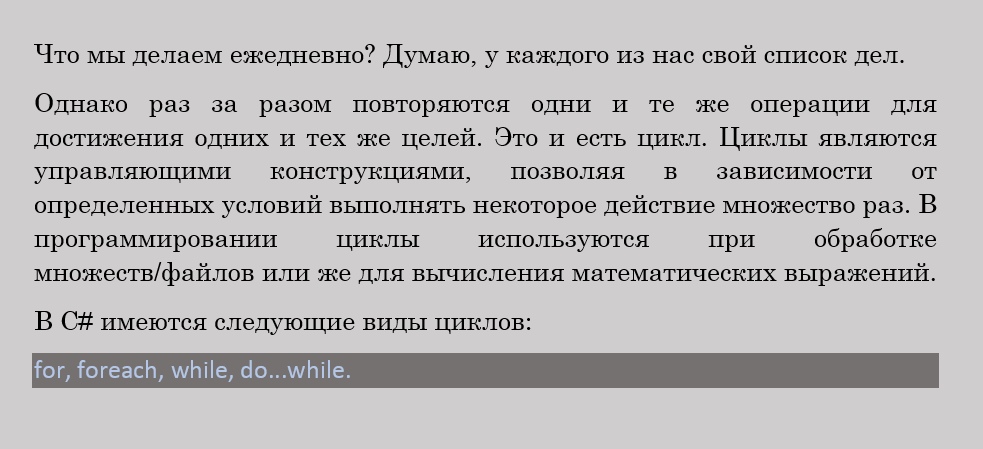 Что мы делаем ежедневно? Думаю, у каждого из нас свой список дел.
Однако раз за разом повторяются одни и те же операции для
достижения одних и тех же целей. Это и есть цикл. Циклы являются
управляющими конструкциями, позволяя в зависимости от
определенных условий выполнять некоторое действие множество раз. В
программировании циклы используются при обработке
множеств/файлов или же для вычисления математических выражений.
В C# имеются следующие виды циклов:
for, foreach, while, do...while.